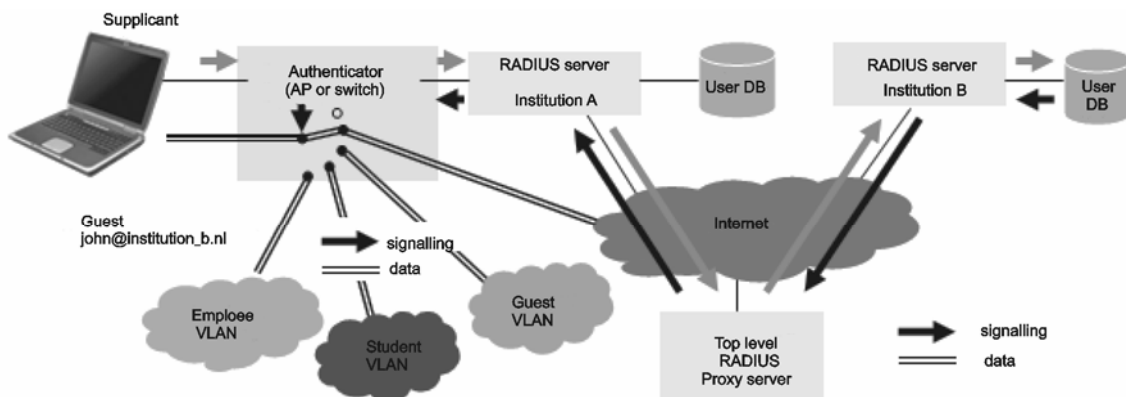 Supplicant
Authenticator
(AP or switch)
RADIUS server
Institution A
User DB
RADIUS server
Institution B
User
DB
Guest
john@institution_b.nl
signalling
data
Internet
Emploee
VLAN
Student
VLAN
Guest
VLAN
Top level
RADIUS
Proxy server
signalling
data